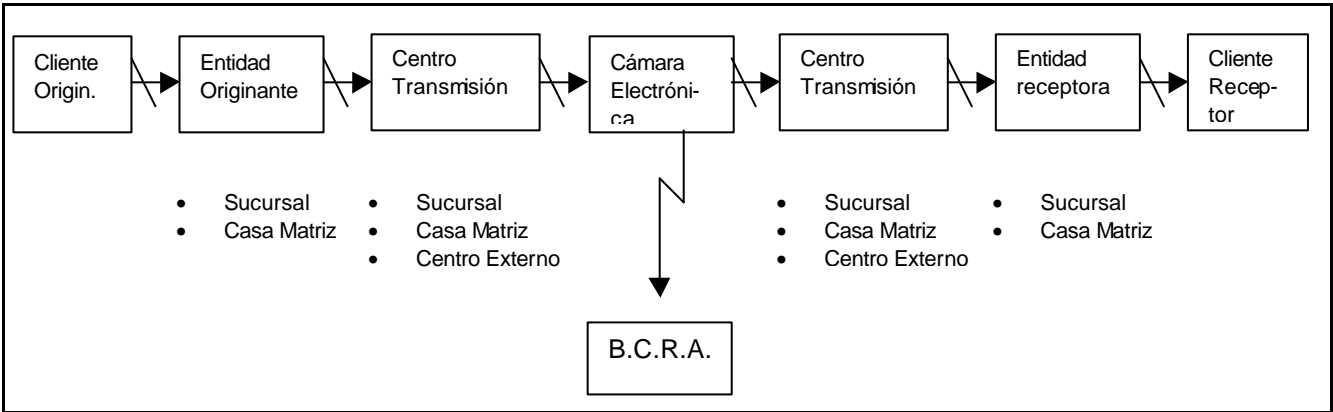 Cliente
Origin.
Entidad
Originante
Centro
Transmisión
Cámara
Electróni-
ca
Centro
Transmisión
Entidad
receptora
Cliente
Recep-
tor
• Sucursal
• Casa Matriz
• Sucursal
• Casa Matriz
• Centro Externo
• Sucursal
• Casa Matriz
• Centro Externo
• Sucursal
• Casa Matriz
B.C.R.A.